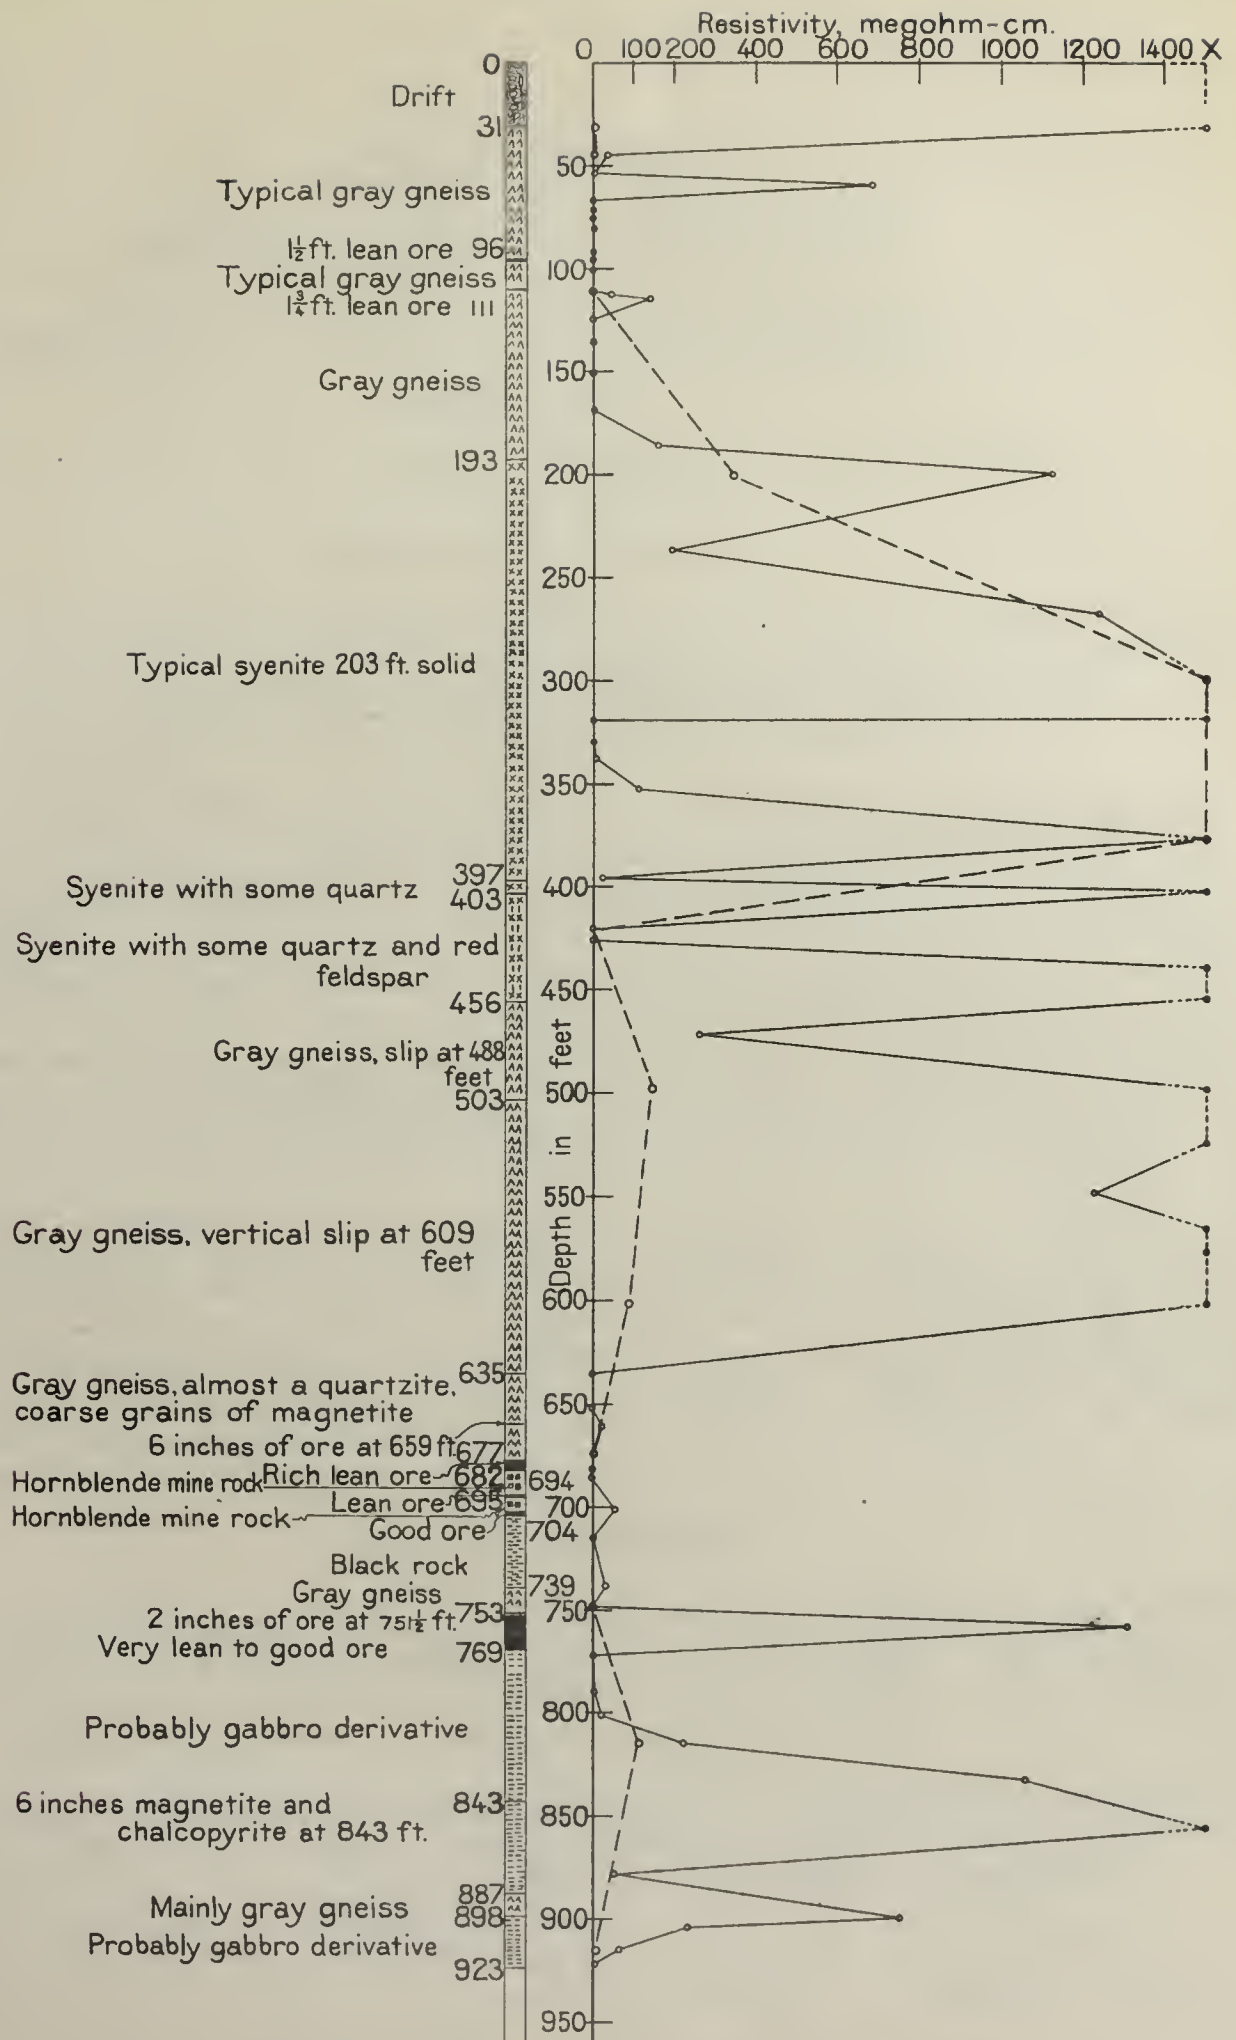 Resistivity, megohm-cm.
0 100 200 400 600 800 1000 1200 1400 X
0
Drift
31
50
Typical gray gneiss
1½ ft. lean ore 96
100
Typical gray gneiss
1¾ ft. lean ore 111
150
Gray gneiss
193
200
250
Typical syenite 203 ft. solid
300
350
397
Syenite with some quartz
400
403
Syenite with some quartz and red
feldspar
450
456
Gray gneiss, slip at 488
feet
500
503
Depth in feet
550
Gray gneiss, vertical slip at 609
feet
600
635
Gray gneiss, almost a quartzite,
coarse grains of magnetite
650
6 inches of ore at 659 ft.
677
Rich lean ore 682
Hornblende mine rock
694
Lean ore 695
700
Hornblende mine rock
Good ore
704
Black rock
739
Gray gneiss
750
2 inches of ore at 751½ ft. 753
Very lean to good ore 769
800
Probably gabbro derivative
6 inches magnetite and 843
chalcopyrite at 843 ft.
850
887
Mainly gray gneiss
898
900
Probably gabbro derivative
923
950